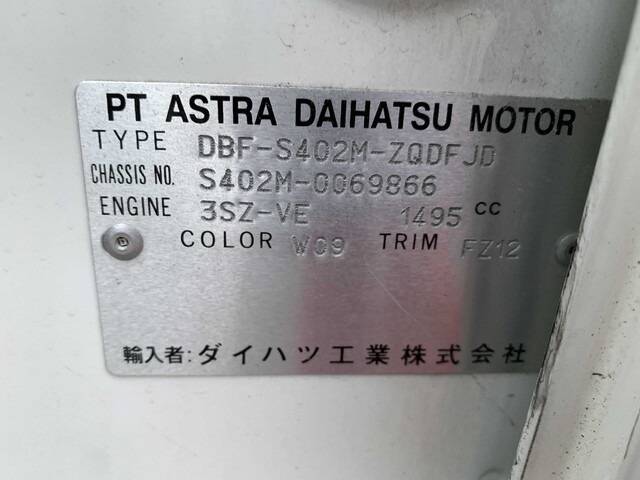 PT ASTRA DAIHATSU MOTOR
TYPE DBF-S402M-ZQDFJD
CHASSIS NO. S402M-0069866
ENGINE 3SZ-VE 1495 CC
COLOR W09 TRIM FZ12
輸入者:ダイハツ工業株式会社